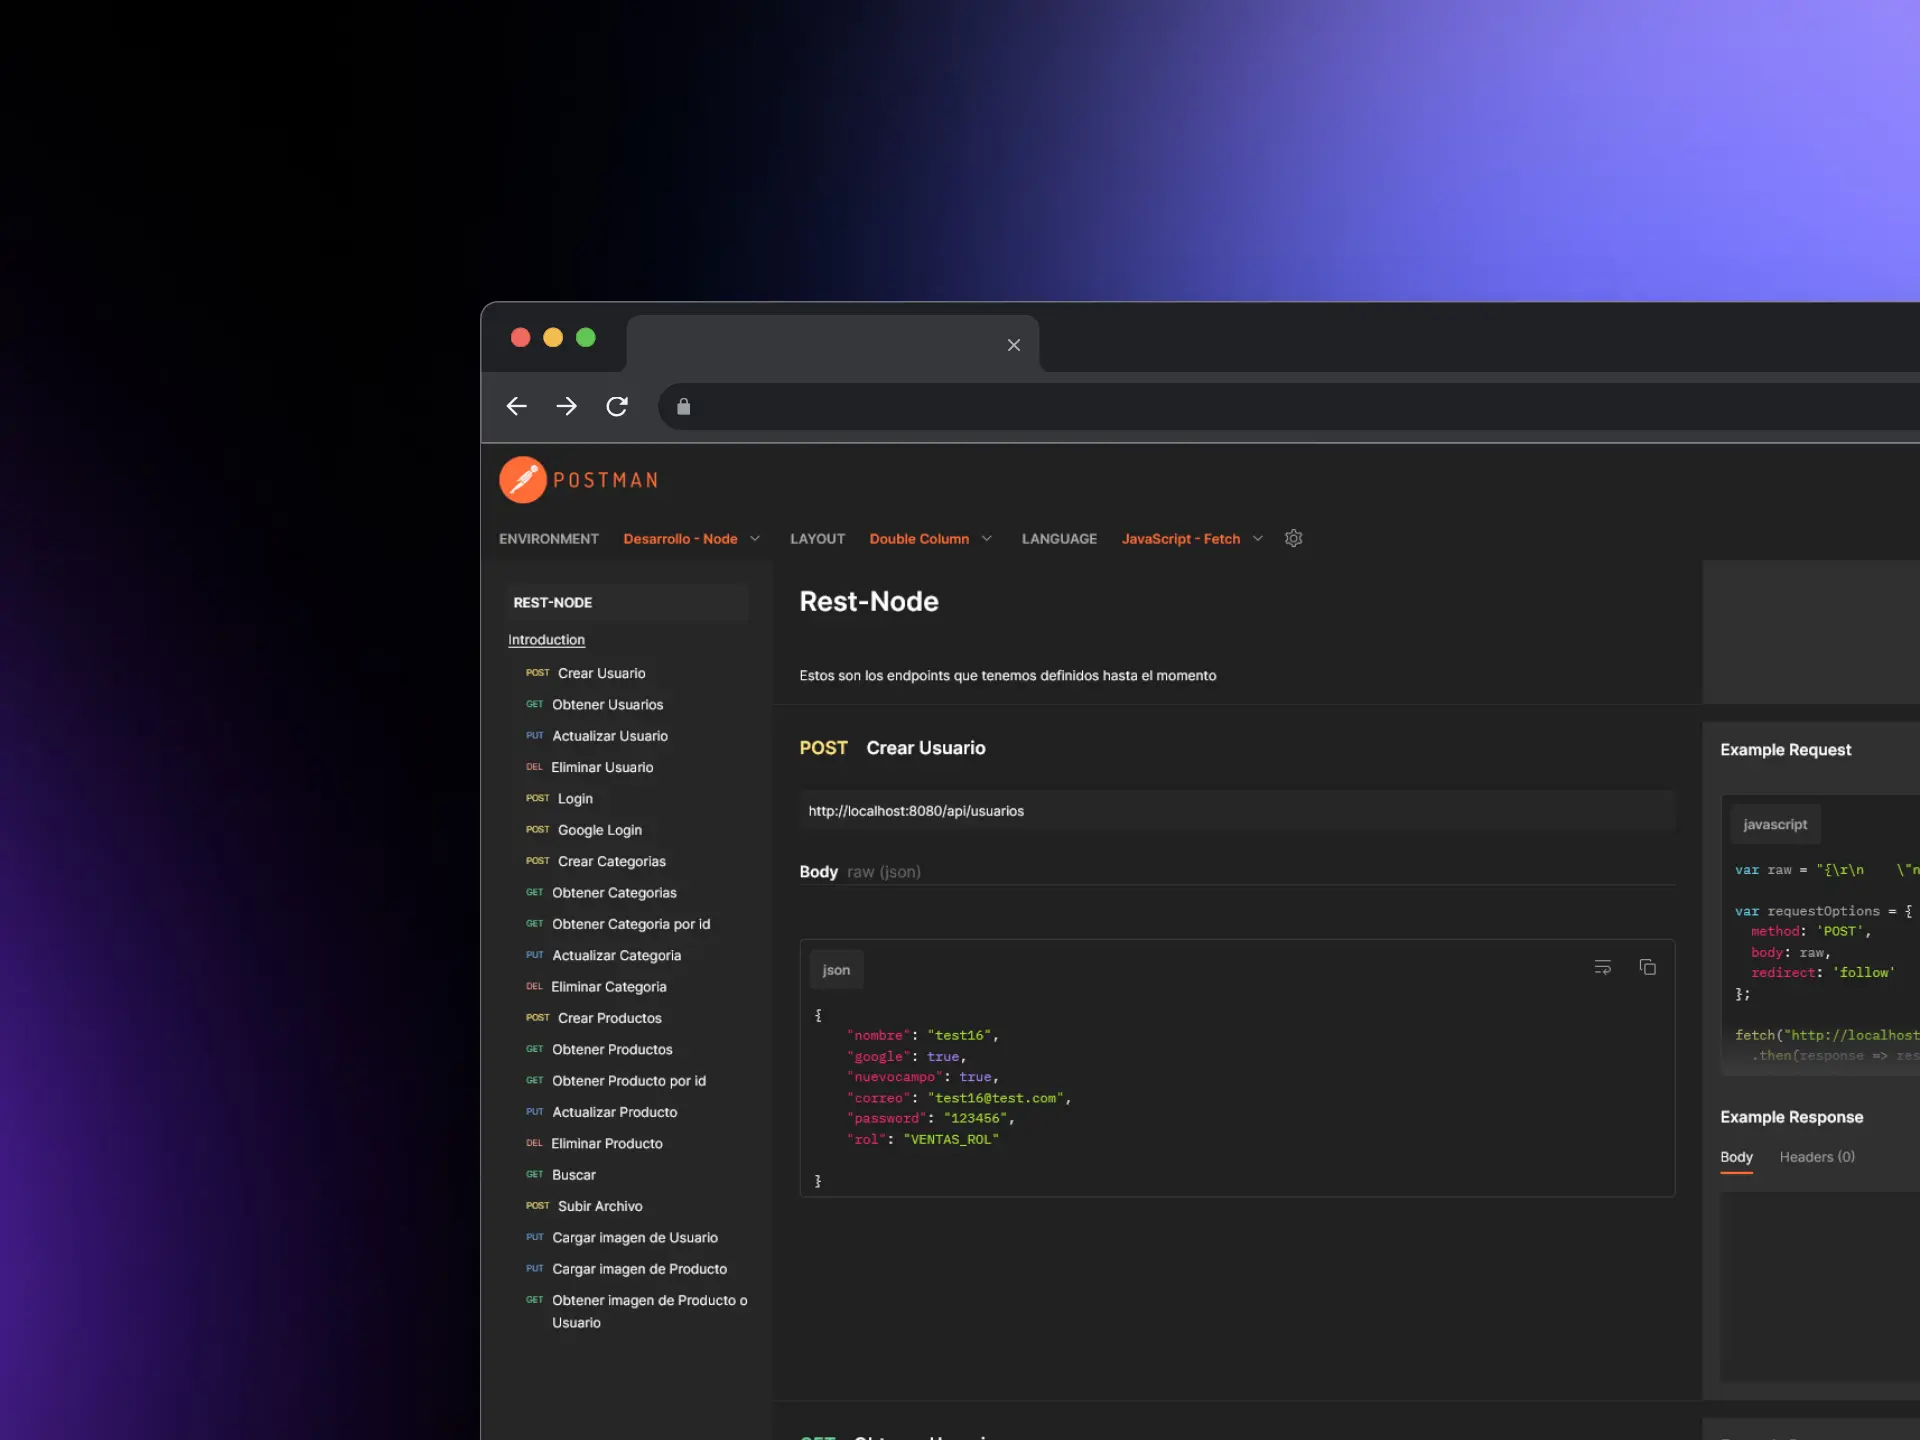 POSTMAN
ENVIRONMENT Desarrollo - Node LAYOUT Double Column LANGUAGE JavaScript - Fetch
REST-NODE
Introduction
POST Crear Usuario
GET Obtener Usuarios
PUT Actualizar Usuario
DEL Eliminar Usuario
POST Login
POST Google Login
POST Crear Categorias
GET Obtener Categorias
GET Obtener Categoria por id
PUT Actualizar Categoria
DEL Eliminar Categoria
POST Crear Productos
GET Obtener Productos
GET Obtener Producto por id
PUT Actualizar Producto
DEL Eliminar Producto
GET Buscar
POST Subir Archivo
PUT Cargar imagen de Usuario
PUT Cargar imagen de Producto
GET Obtener imagen de Producto o
Usuario
Rest-Node
Estos son los endpoints que tenemos definidos hasta el momento
POST Crear Usuario
http://localhost:8080/api/usuarios
Body raw (json)
json
{
"nombre": "test16",
"google": true,
"nuevocampo": true,
"correo": "test16@test.com",
"password": "123456",
"rol": "VENTAS_ROL"
}
Example Request
javascript
var raw = "{\r\n    \"n
var requestOptions = {
method: 'POST',
body: raw,
redirect: 'follow'
};
fetch("http://localhost
.then(response => res
Example Response
Body Headers (0)